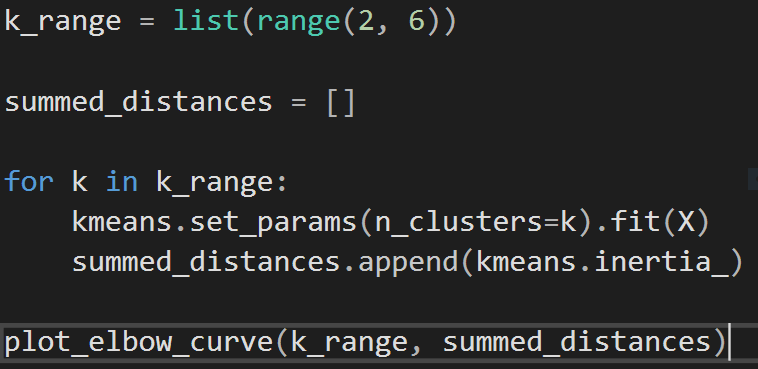 k_range = list(range(2, 6))
summed_distances = []
for k in k_range:
    kmeans.set_params(n_clusters=k).fit(X)
    summed_distances.append(kmeans.inertia_)
plot_elbow_curve(k_range, summed_distances)